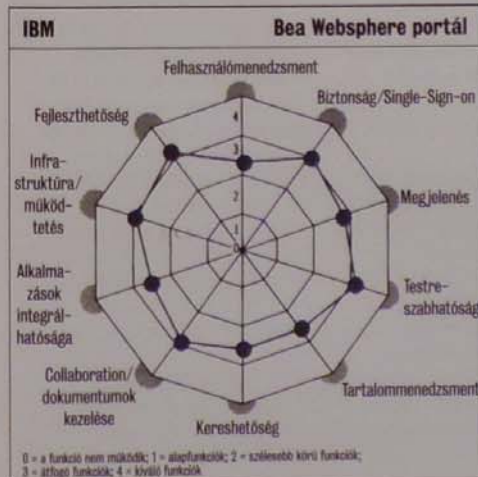 IBM Bea Websphere portál
Felhasználómenedzsment
Biztonság/Single-Sign-on
Fejleszthetőség
Megjelenés
Infra-
struktúra/
működ-
tetés
Testre-
szabhatóság
Alkalma-
zások
integrál-
hatósága
Tartalommenedzsment
Collaboration/
dokumentumok
kezelése
Kereshetőség
4
3
2
1
0
0 = a funkció nem működik; 1 = alapfunkciók; 2 = szélesebb körű funkciók;
3 = átfogó funkciók; 4 = kiváló funkciók